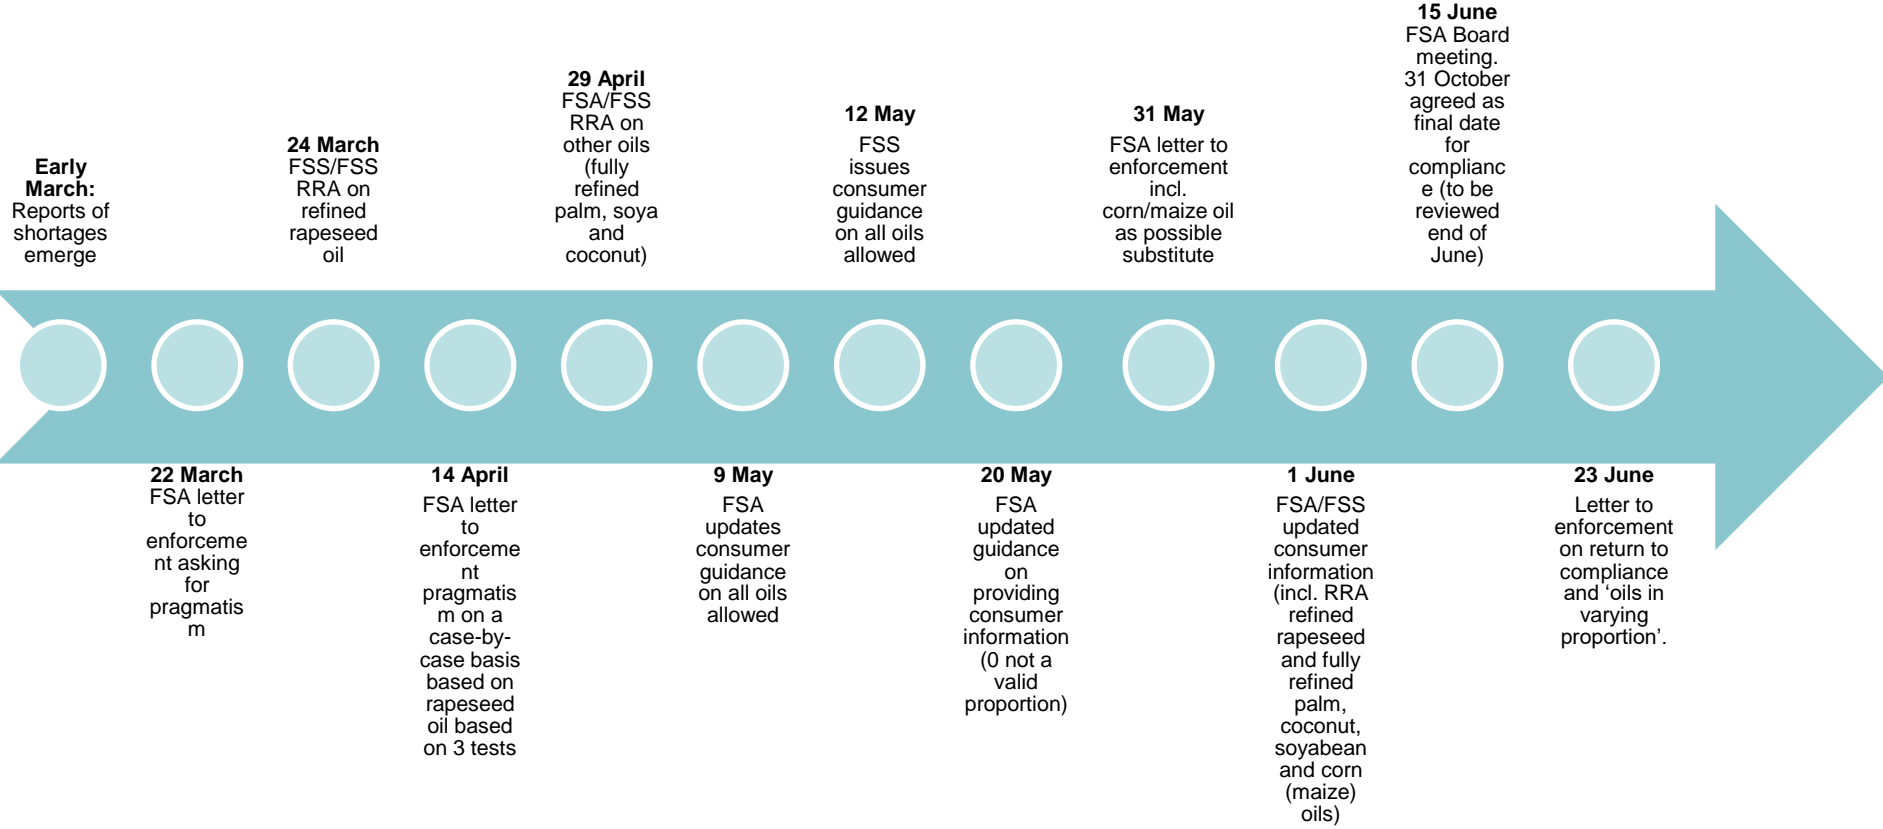 Early
March:
Reports of
shortages
emerge
22 March
FSA letter
to
enforceme
nt asking
for
pragmatis
m
24 March
FSS/FSS
RRA on
refined
rapeseed
oil
14 April
FSA letter
to
enforceme
nt
pragmatis
m on a
case-by-
case basis
based on
rapeseed
oil based
on 3 tests
29 April
FSA/FSS
RRA on
other oils
(fully
refined
palm, soya
and
coconut)
9 May
FSA
updates
consumer
guidance
on all oils
allowed
12 May
FSS
issues
consumer
guidance
on all oils
allowed
20 May
FSA
updated
guidance
on
providing
consumer
information
(0 not a
valid
proportion)
31 May
FSA letter to
enforcement
incl.
corn/maize oil
as possible
substitute
1 June
FSA/FSS
updated
consumer
information
(incl. RRA
refined
rapeseed
and fully
refined
palm,
coconut,
soyabean
and corn
(maize)
oils)
15 June
FSA Board
meeting.
31 October
agreed as
final date
for
complianc
e (to be
reviewed
end of
June)
23 June
Letter to
enforcement
on return to
compliance
and ‘oils in
varying
proportion’.